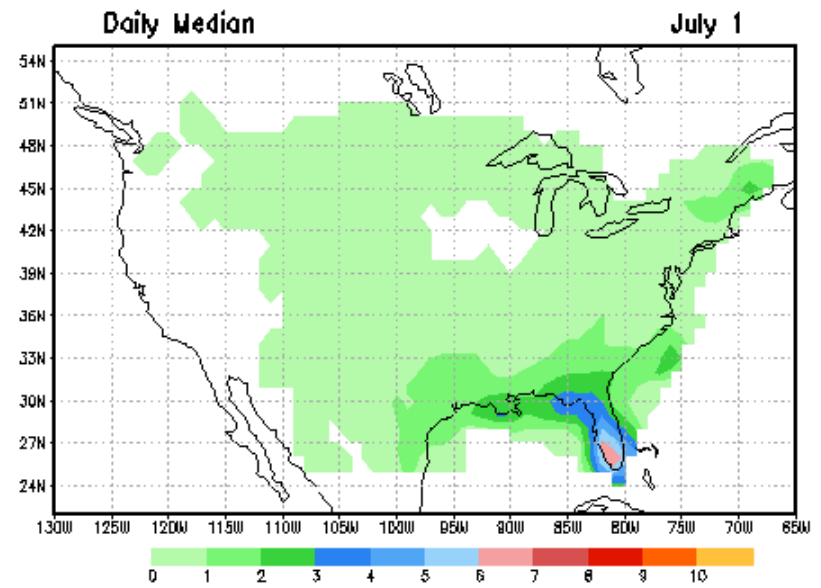 Daily Median July 1
54N
51N
48N
45N
42N
39N
36N
33N
30N
27N
24N
130W 125W 120W 115W 110W 105W 100W 95W 90W 85W 80W 75W 70W 65W
0 1 2 3 4 5 6 7 8 9 10